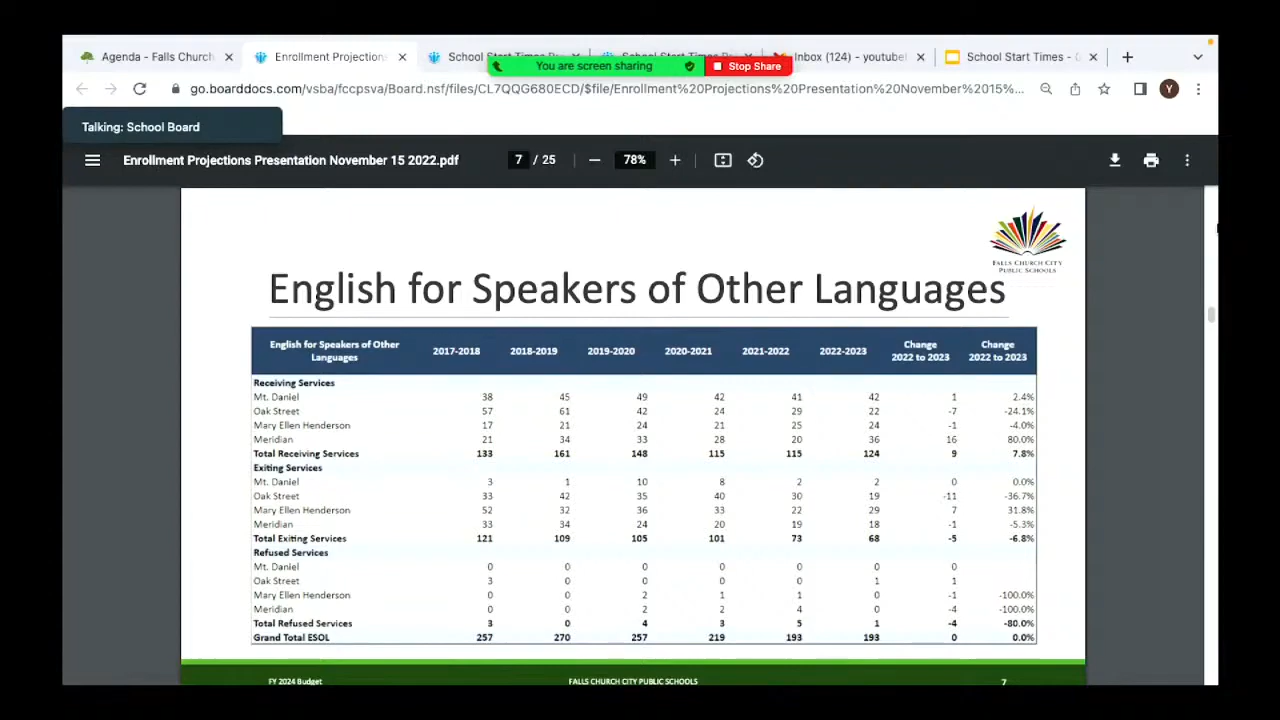 Agenda - Falls Church
Enrollment Projections
School Start Times
School Start Times
Inbox (124) - youtube
School Start Times -
You are screen sharing
Stop Share
go.boarddocs.com/vsba/fccpsva/Board.nsf/files/CL7QQG680ECD/$file/Enrollment%20Projections%20Presentation%20November%2015%...
Y
Talking: School Board
Enrollment Projections Presentation November 15 2022.pdf
7 / 25
78%
FALLS CHURCH CITY
PUBLIC SCHOOLS
English for Speakers of Other Languages
English for Speakers of Other Languages 2017-2018 2018-2019 2019-2020 2020-2021 2021-2022 2022-2023 Change 2022 to 2023 Change 2022 to 2023
Receiving Services
Mt. Daniel 38 45 49 42 41 42 1 2.4%
Oak Street 57 61 42 24 29 22 -7 -24.1%
Mary Ellen Henderson 17 21 24 21 25 24 -1 -4.0%
Meridian 21 34 33 28 20 36 16 80.0%
Total Receiving Services 133 161 148 115 115 124 9 7.8%
Exiting Services
Mt. Daniel 3 1 10 8 2 2 0 0.0%
Oak Street 33 42 35 40 30 19 -11 -36.7%
Mary Ellen Henderson 52 32 36 33 22 29 7 31.8%
Meridian 33 34 24 20 19 18 -1 -5.3%
Total Exiting Services 121 109 105 101 73 68 -5 -6.8%
Refused Services
Mt. Daniel 0 0 0 0 0 0 0
Oak Street 3 0 0 0 0 1 1
Mary Ellen Henderson 0 0 2 1 1 0 -1 -100.0%
Meridian 0 0 2 2 4 0 -4 -100.0%
Total Refused Services 3 0 4 3 5 1 -4 -80.0%
Grand Total ESOL 257 270 257 219 193 193 0 0.0%
FY 2024 Budget
FALLS CHURCH CITY PUBLIC SCHOOLS
7